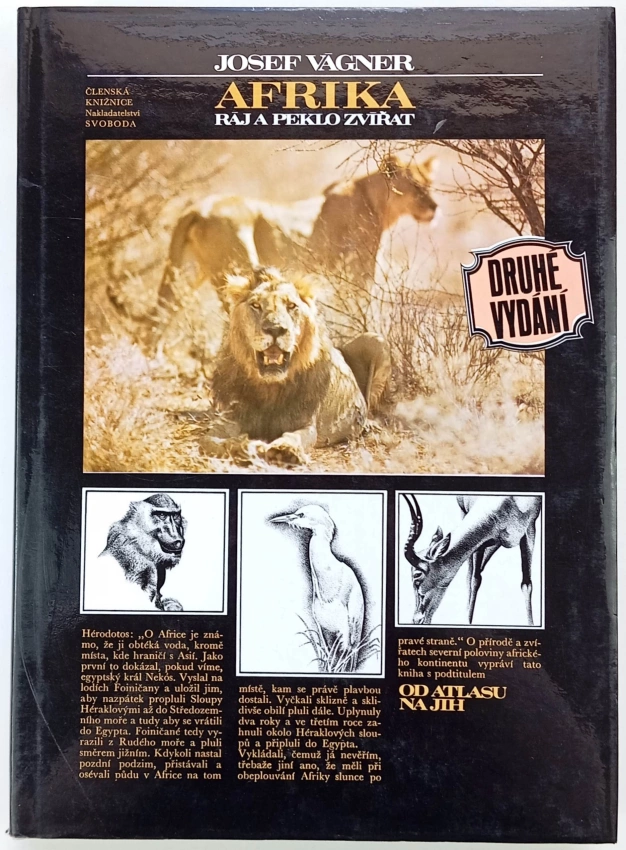 JOSEF VÁGNER
ČLENSKÁ
KNIŽNICE
Nakladatelství
SVOBODA
AFRIKA
RÁJ A PEKLO ZVÍŘAT
DRUHÉ
VYDÁNÍ
Hérodotos: „O Africe je zná-
mo, že ji obtéká voda, kromě
místa, kde hraničí s Asií. Jako
první to dokázal, pokud víme,
egyptský král Nekós. Vyslal na
lodích Foiničany a uložil jim,
aby nazpátek propluli Sloupy
Héraklovými až do Středozem-
ního moře a tudy aby se vrátili
do Egypta. Foiničané tedy vy-
razili z Rudého moře a pluli
směrem jižním. Kdykoli nastal
pozdní podzim, přistávali a
osévali půdu v Africe na tom
místě, kam se právě plavbou
dostali. Vyčkali sklizně a skli-
divše obilí pluli dále. Uplynuly
dva roky a ve třetím roce za-
hnuli okolo Héraklových slou-
pů a připluli do Egypta.
Vykládali, čemuž já nevěřím,
třebaže jiní ano, že měli při
obeplouvání Afriky slunce po
pravé straně.“ O přírodě a zví-
řatech severní poloviny africké-
ho kontinentu vypráví tato
kniha s podtitulem
OD ATLASU
NA JIH